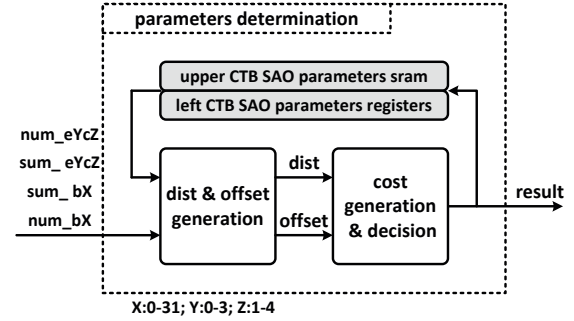 parameters determination
upper CTB SAO parameters sram
left CTB SAO parameters registers
num_eYcZ
sum_eYcZ
sum_ bX
num_bX
dist & offset
generation
dist
offset
cost
generation
& decision
result
X:0-31; Y:0-3; Z:1-4